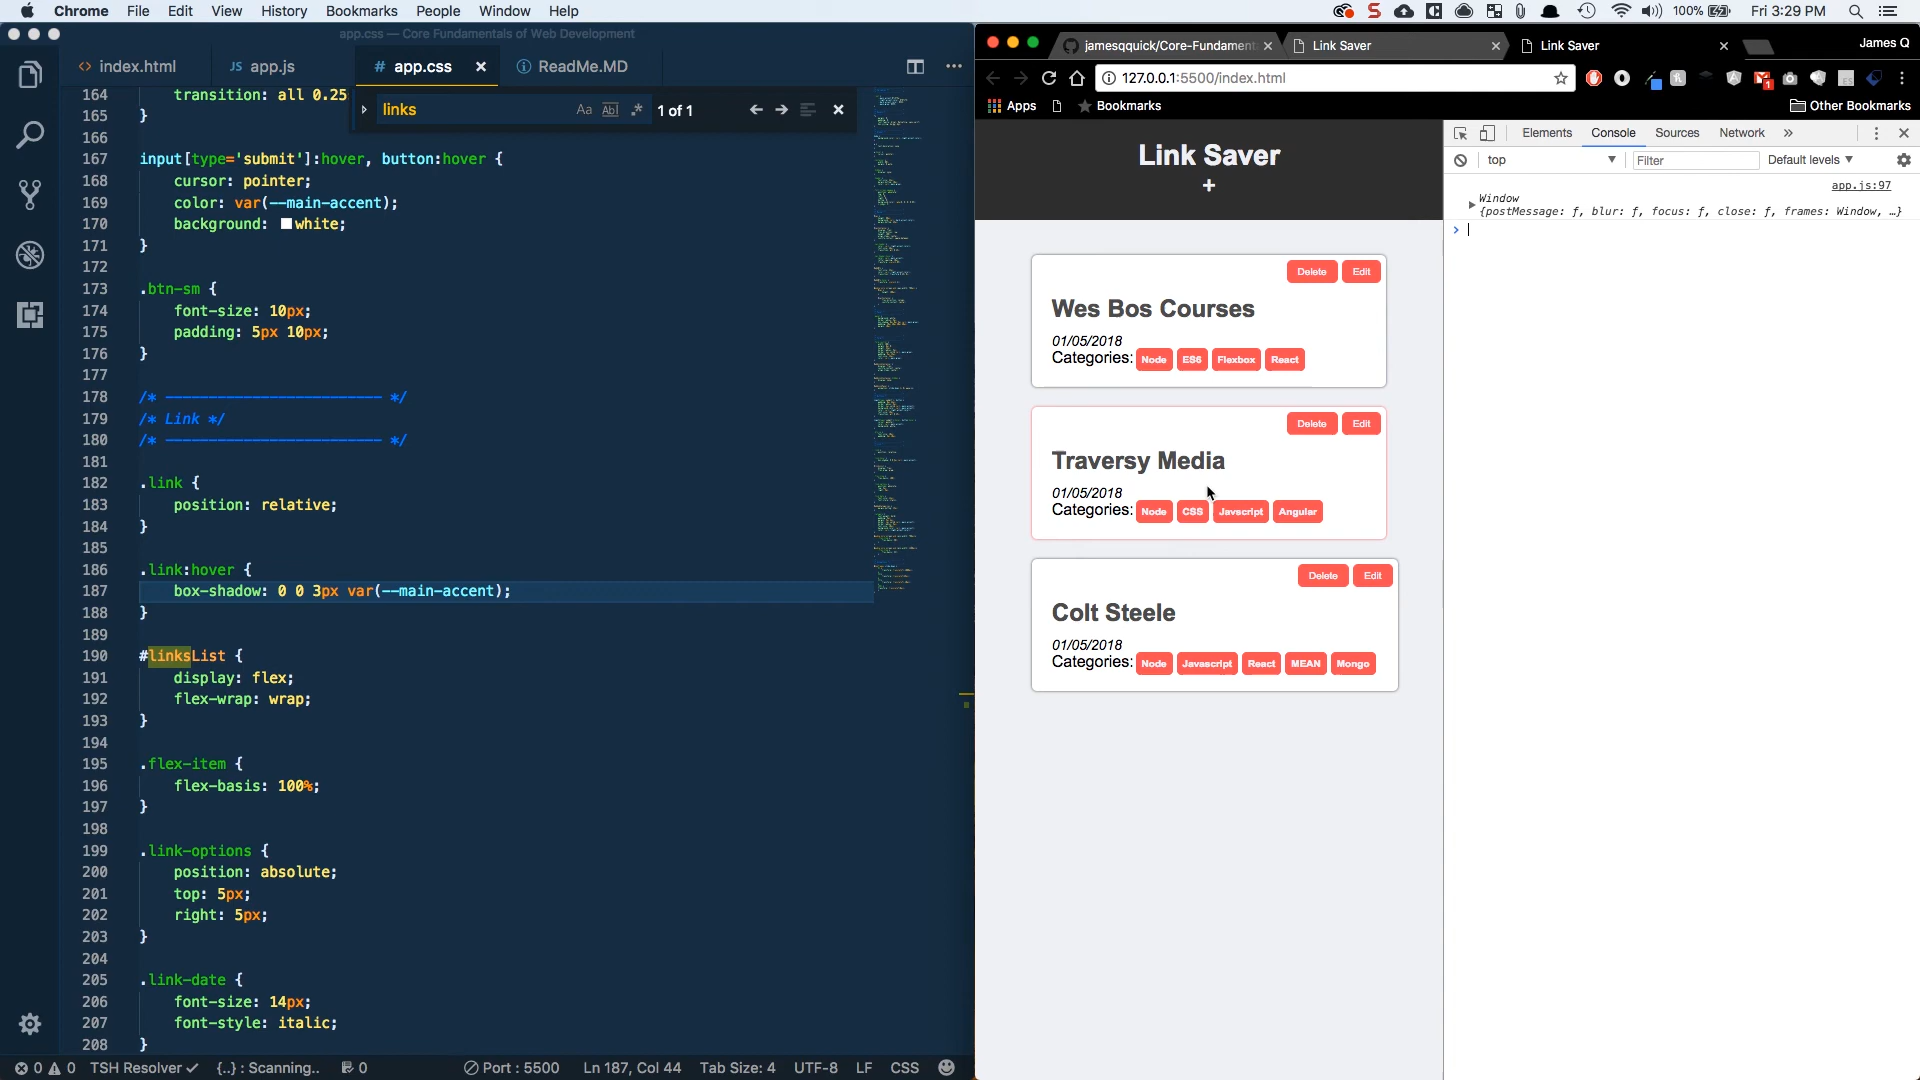 Chrome File Edit View History Bookmarks People Window Help
100% Fri 3:29 PM
app.css — Core Fundamentals of Web Development
index.html JS app.js # app.css ReadMe.MD
links Aa Abl .* 1 of 1
164 transition: all 0.25
165 }
166
167 input[type='submit']:hover, button:hover {
168 cursor: pointer;
169 color: var(--main-accent);
170 background: white;
171 }
172
173 .btn-sm {
174 font-size: 10px;
175 padding: 5px 10px;
176 }
177
178 /* ------------------------- */
179 /* Link */
180 /* ------------------------- */
181
182 .link {
183 position: relative;
184 }
185
186 .link:hover {
187 box-shadow: 0 0 3px var(--main-accent);
188 }
189
190 #linksList {
191 display: flex;
192 flex-wrap: wrap;
193 }
194
195 .flex-item {
196 flex-basis: 100%;
197 }
198
199 .link-options {
200 position: absolute;
201 top: 5px;
202 right: 5px;
203 }
204
205 .link-date {
206 font-size: 14px;
207 font-style: italic;
208 }
0 0 TSH Resolver {..} : Scanning.. 0 Port : 5500 Ln 187, Col 44 Tab Size: 4 UTF-8 LF CSS
jamesqquick/Core-Fundament Link Saver Link Saver James Q
127.0.0.1:5500/index.html
Apps Bookmarks Other Bookmarks
Link Saver
+
Delete Edit
Wes Bos Courses
01/05/2018
Categories: Node ES6 Flexbox React
Delete Edit
Traversy Media
01/05/2018
Categories: Node CSS Javscript Angular
Delete Edit
Colt Steele
01/05/2018
Categories: Node Javascript React MEAN Mongo
Elements Console Sources Network »
top Filter Default levels
app.js:97
Window
{postMessage: ƒ, blur: ƒ, focus: ƒ, close: ƒ, frames: Window, …}